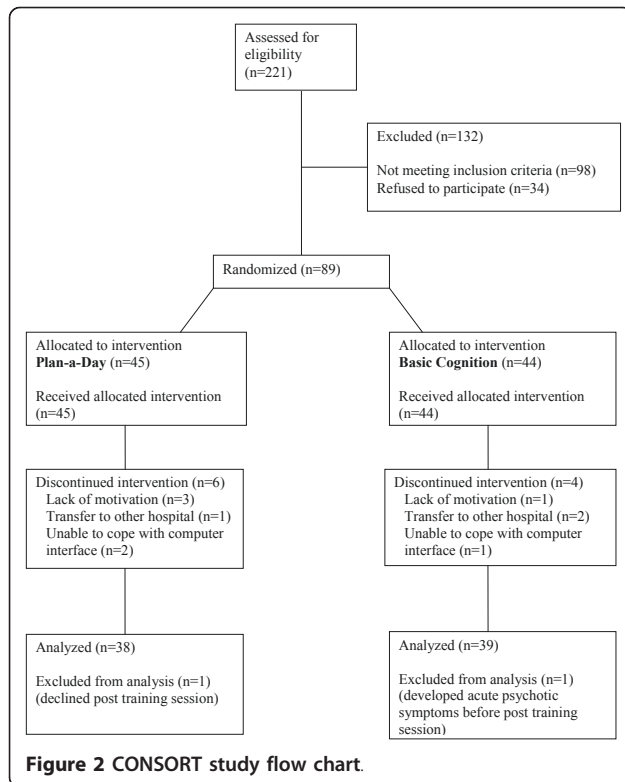 Assessed for
eligibility
(n=221)
Excluded (n=132)
Not meeting inclusion criteria (n=98)
Refused to participate (n=34)
Randomized (n=89)
Allocated to intervention
Plan-a-Day (n=45)
Received allocated intervention
(n=45)
Allocated to intervention
Basic Cognition (n=44)
Received allocated intervention
(n=44)
Discontinued intervention (n=6)
Lack of motivation (n=3)
Transfer to other hospital (n=1)
Unable to cope with computer
interface (n=2)
Discontinued intervention (n=4)
Lack of motivation (n=1)
Transfer to other hospital (n=2)
Unable to cope with computer
interface (n=1)
Analyzed (n=38)
Excluded from analysis (n=1)
(declined post training session)
Analyzed (n=39)
Excluded from analysis (n=1)
(developed acute psychotic
symptoms before post training
session)
Figure 2 CONSORT study flow chart.